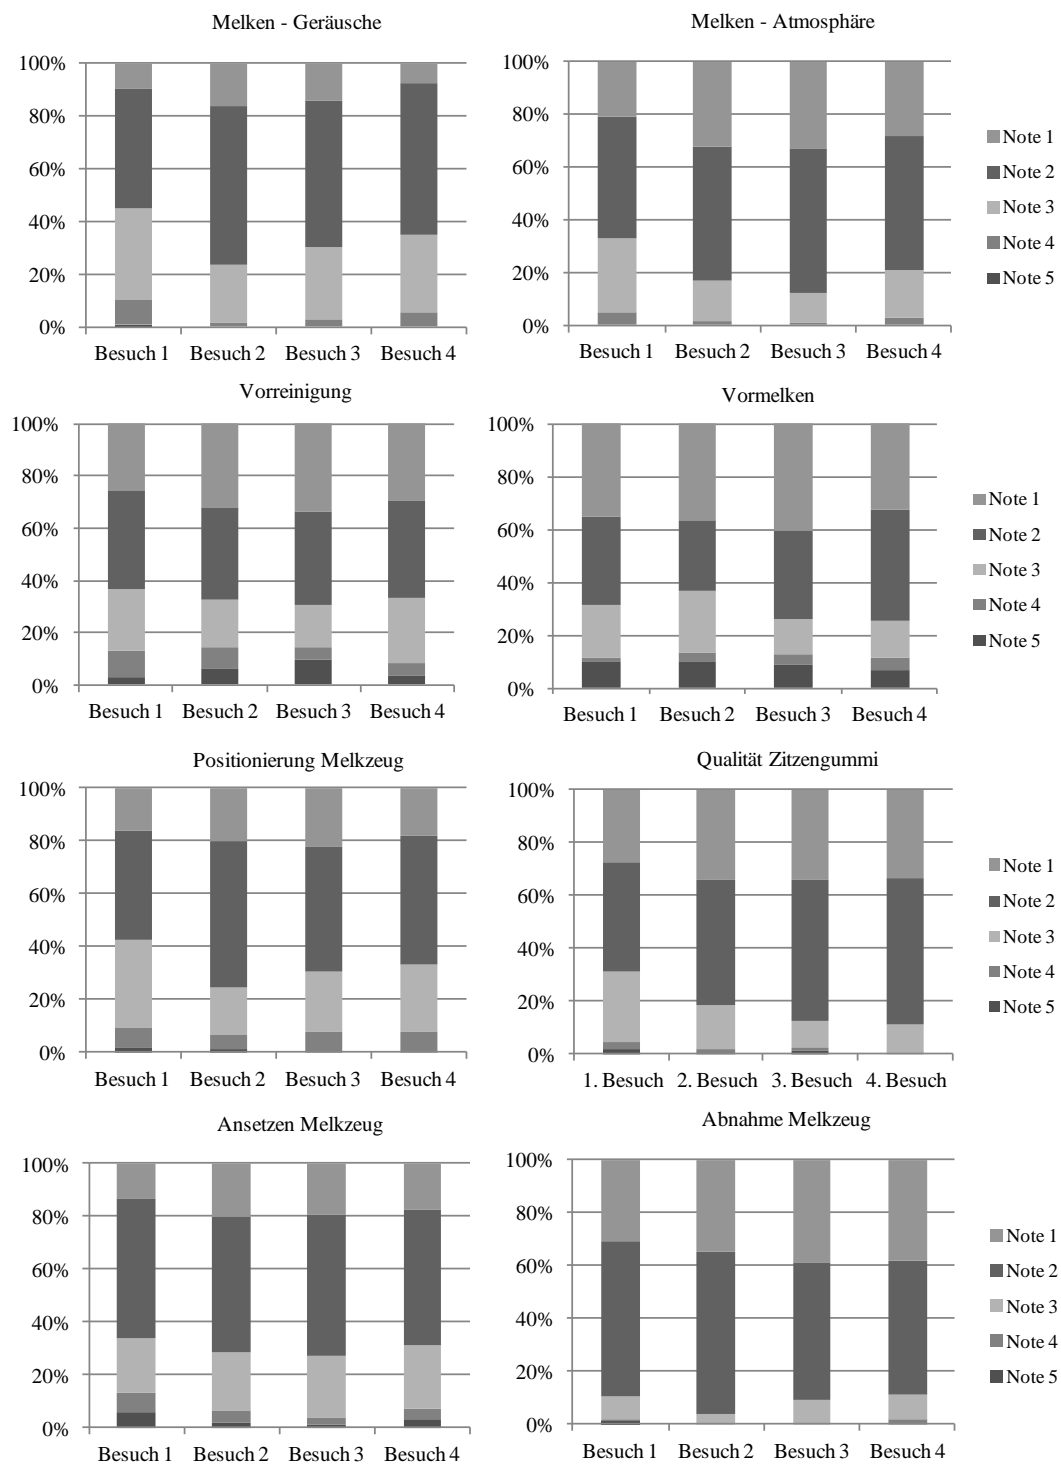 Melken - Geräusche
100%
80%
60%
40%
20%
0%
Besuch 1 Besuch 2 Besuch 3 Besuch 4
Melken - Atmosphäre
100%
80%
60%
40%
20%
0%
Besuch 1 Besuch 2 Besuch 3 Besuch 4
Note 1
Note 2
Note 3
Note 4
Note 5
Vorreinigung
100%
80%
60%
40%
20%
0%
Besuch 1 Besuch 2 Besuch 3 Besuch 4
Vormelken
100%
80%
60%
40%
20%
0%
Besuch 1 Besuch 2 Besuch 3 Besuch 4
Note 1
Note 2
Note 3
Note 4
Note 5
Positionierung Melkzeug
100%
80%
60%
40%
20%
0%
Besuch 1 Besuch 2 Besuch 3 Besuch 4
Qualität Zitzengummi
100%
80%
60%
40%
20%
0%
1. Besuch 2. Besuch 3. Besuch 4. Besuch
Note 1
Note 2
Note 3
Note 4
Note 5
Ansetzen Melkzeug
100%
80%
60%
40%
20%
0%
Besuch 1 Besuch 2 Besuch 3 Besuch 4
Abnahme Melkzeug
100%
80%
60%
40%
20%
0%
Besuch 1 Besuch 2 Besuch 3 Besuch 4
Note 1
Note 2
Note 3
Note 4
Note 5